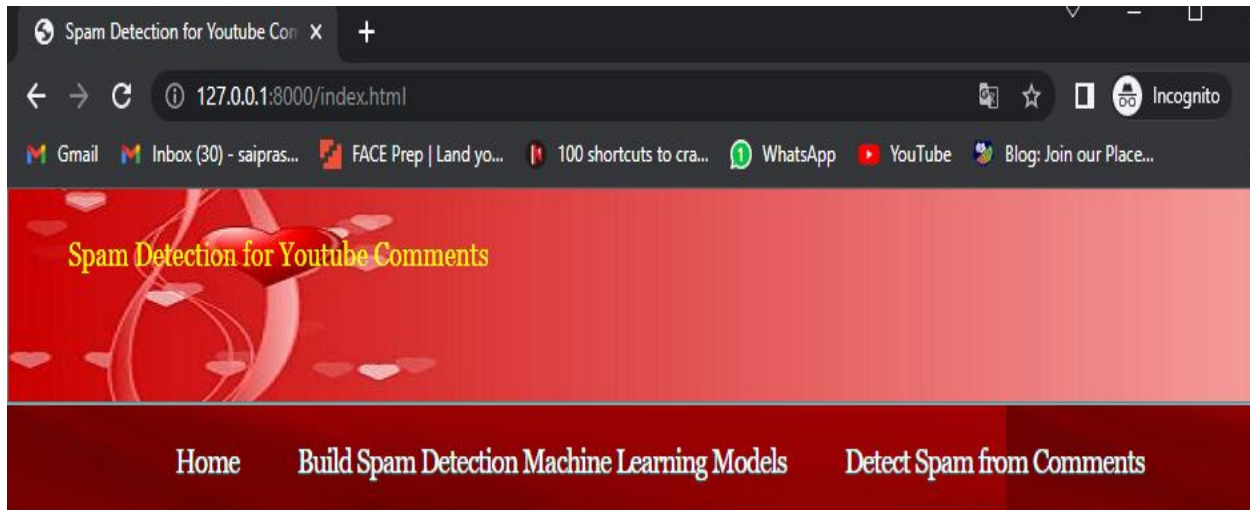 Spam Detection for Youtube Con
127.0.0.1:8000/index.html
Incognito
Gmail
Inbox (30) - saipras...
FACE Prep | Land yo...
100 shortcuts to cra...
1
WhatsApp
YouTube
Blog: Join our Place...
Spam Detection for Youtube Comments
Home
Build Spam Detection Machine Learning Models
Detect Spam from Comments